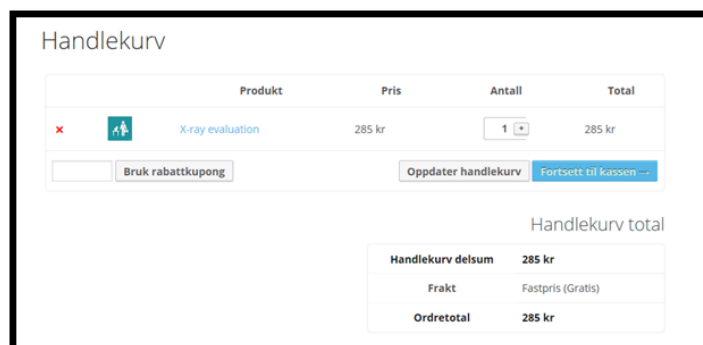 Handlekurv
Produkt Pris Antall Total
× X-ray evaluation 285 kr 1 + 285 kr
Bruk rabattkupong Oppdater handlekurv Fortsett til kassen →
Handlekurv total
Handlekurv delsum 285 kr
Frakt Fastpris (Gratis)
Ordretotal 285 kr